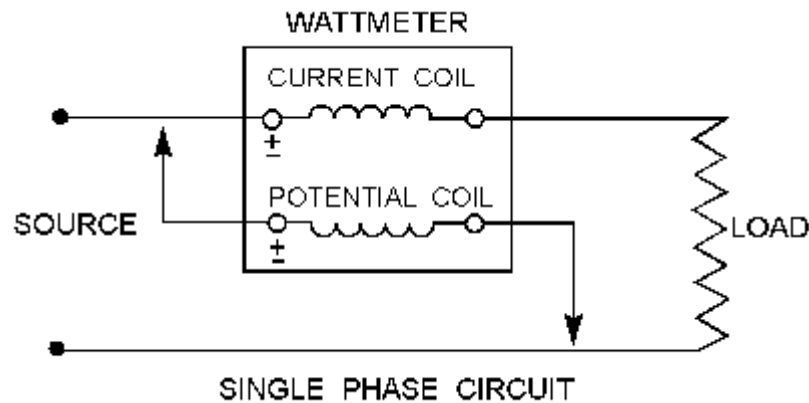 WATTMETER
CURRENT COIL
±
POTENTIAL COIL
SOURCE
±
LOAD
SINGLE PHASE CIRCUIT